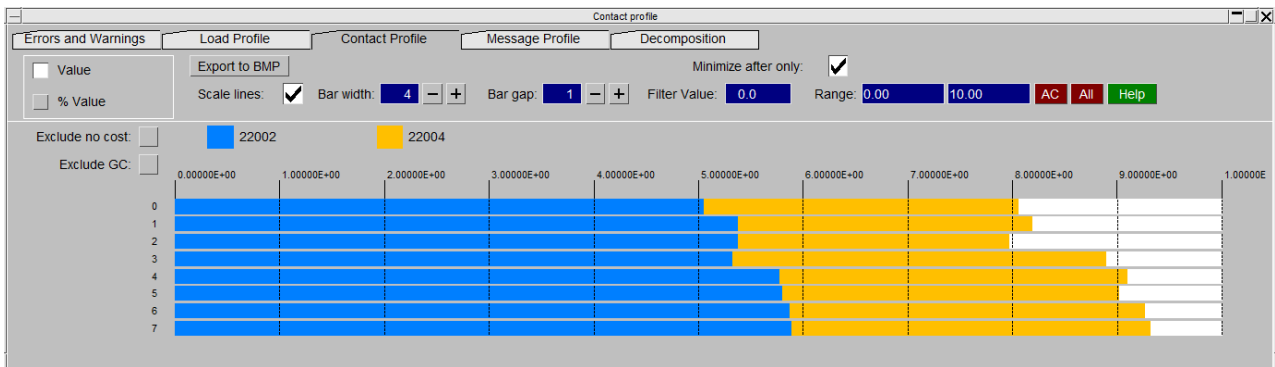 Contact profile
Errors and Warnings Load Profile Contact Profile Message Profile Decomposition
Value Export to BMP Minimize after only:
% Value Scale lines: Bar width: 4 − + Bar gap: 1 − + Filter Value: 0.0 Range: 0.00 10.00 AC All Help
Exclude no cost: 22002 22004
Exclude GC:
0.00000E+00 1.00000E+00 2.00000E+00 3.00000E+00 4.00000E+00 5.00000E+00 6.00000E+00 7.00000E+00 8.00000E+00 9.00000E+00 1.00000E
0
1
2
3
4
5
6
7